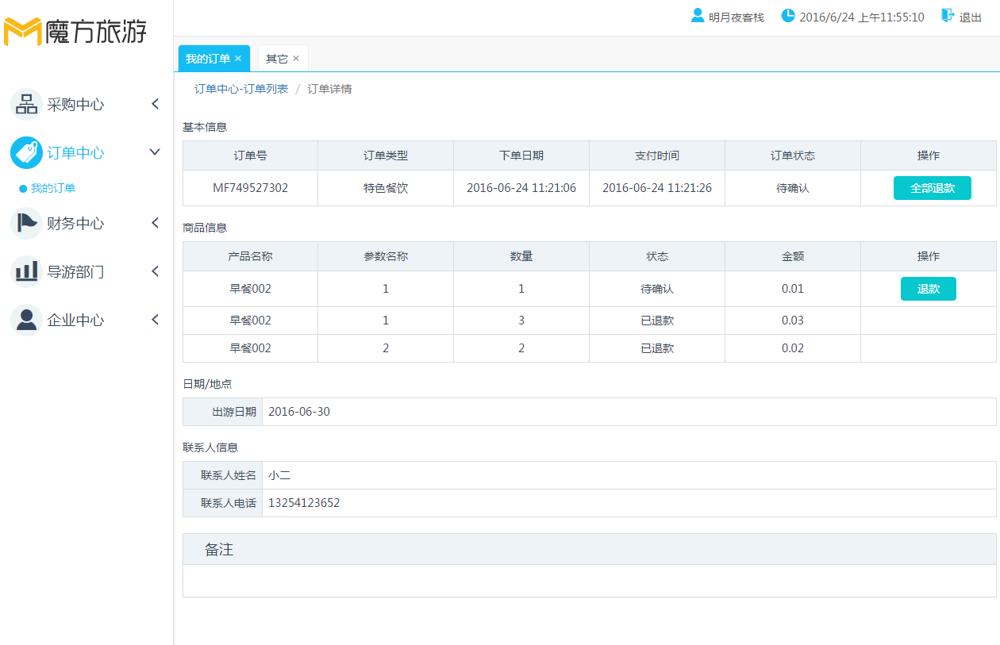 魔方旅游
明月夜客栈 2016/6/24 上午11:55:10 退出
我的订单 × 其它 ×
订单中心-订单列表 / 订单详情
采购中心
订单中心
我的订单
财务中心
导游部门
企业中心
基本信息
订单号 订单类型 下单日期 支付时间 订单状态 操作
MF749527302 特色餐饮 2016-06-24 11:21:06 2016-06-24 11:21:26 待确认 全部退款
商品信息
产品名称 参数名称 数量 状态 金额 操作
早餐002 1 1 待确认 0.01 退款
早餐002 1 3 已退款 0.03
早餐002 2 2 已退款 0.02
日期/地点
出游日期 2016-06-30
联系人信息
联系人姓名 小二
联系人电话 13254123652
备注